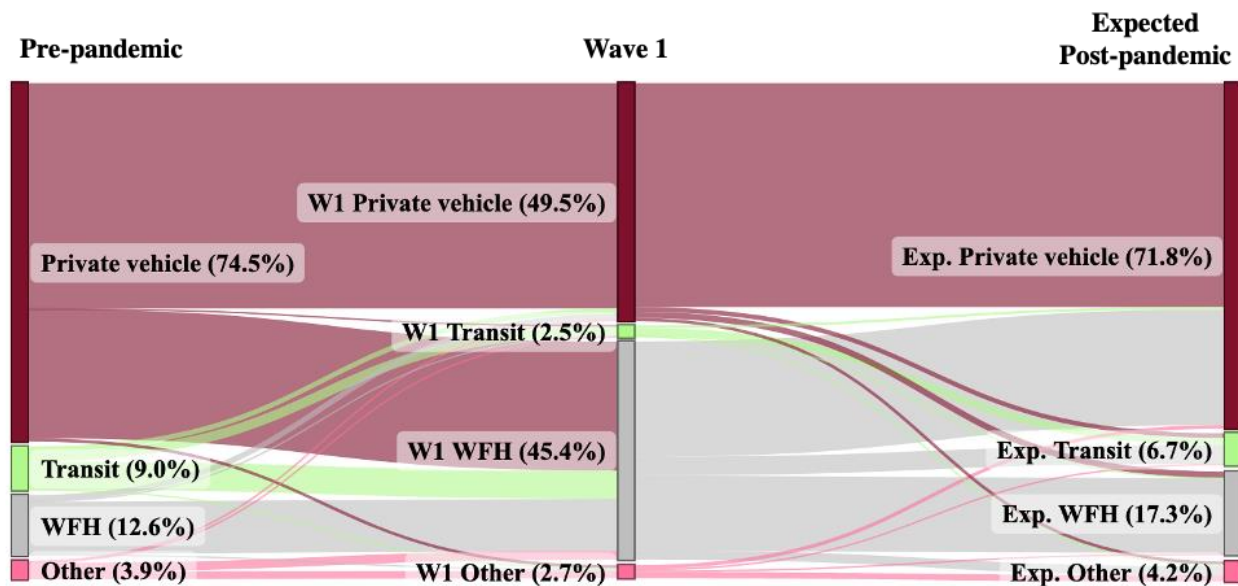 Pre-pandemic
Wave 1
Expected
Post-pandemic
W1 Private vehicle (49.5%)
Private vehicle (74.5%)
Exp. Private vehicle (71.8%)
W1 Transit (2.5%)
W1 WFH (45.4%)
Exp. Transit (6.7%)
Transit (9.0%)
Exp. WFH (17.3%)
WFH (12.6%)
Other (3.9%)
W1 Other (2.7%)
Exp. Other (4.2%)